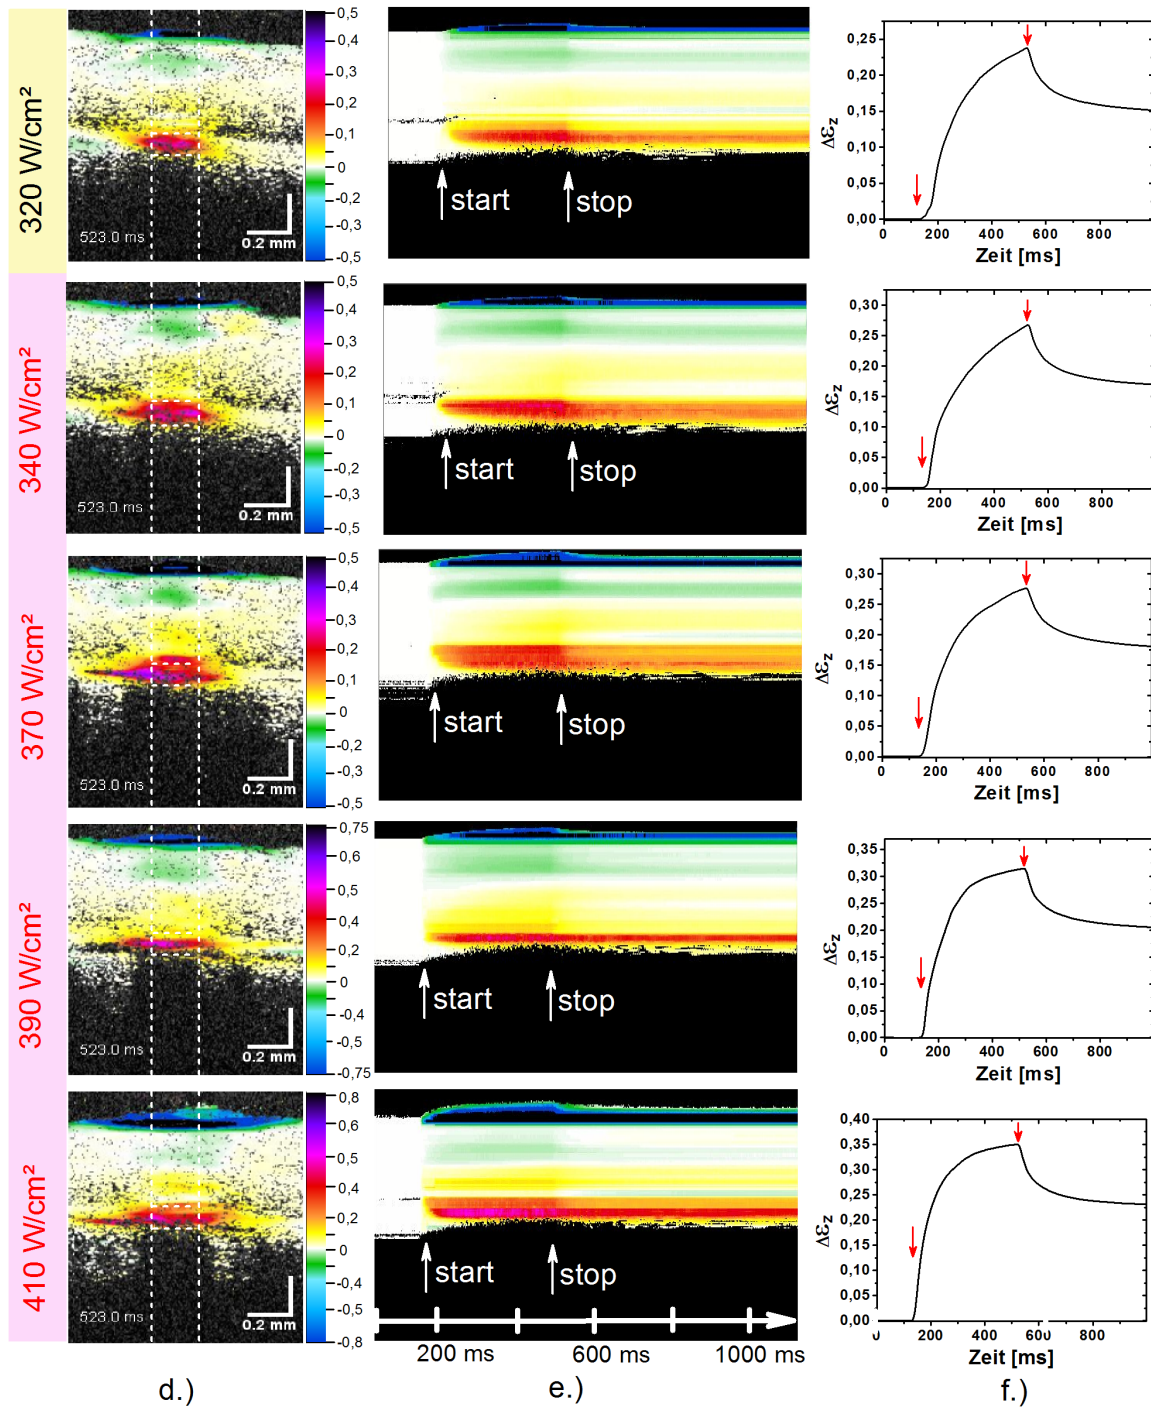 320 W/cm²
523.0 ms
0.2 mm
0,5
0,4
0,3
0,2
0,1
0
-0,2
-0,3
-0,5
start
stop
Δε_z
0,25
0,20
0,15
0,10
0,05
0,00
0 200 400 600 800
Zeit [ms]
340 W/cm²
523.0 ms
0.2 mm
0,5
0,4
0,3
0,2
0,1
0
-0,2
-0,3
-0,5
start
stop
Δε_z
0,30
0,25
0,20
0,15
0,10
0,05
0,00
0 200 400 600 800
Zeit [ms]
370 W/cm²
523.0 ms
0.2 mm
0,5
0,4
0,3
0,2
0,1
0
-0,2
-0,3
-0,5
start
stop
Δε_z
0,30
0,25
0,20
0,15
0,10
0,05
0,00
0 200 400 600 800
Zeit [ms]
390 W/cm²
523.0 ms
0.2 mm
0,75
0,6
0,5
0,4
0,2
0
-0,2
-0,4
-0,5
-0,75
start
stop
Δε_z
0,35
0,30
0,25
0,20
0,15
0,10
0,05
0,00
0 200 400 600 800
Zeit [ms]
410 W/cm²
523.0 ms
0.2 mm
0,8
0,5
0,4
0,2
0
-0,4
-0,5
-0,8
start
stop
200 ms 600 ms 1000 ms
Δε_z
0,40
0,35
0,30
0,25
0,20
0,15
0,10
0,05
0,00
0 200 400 600 800
Zeit [ms]
d.) e.) f.)